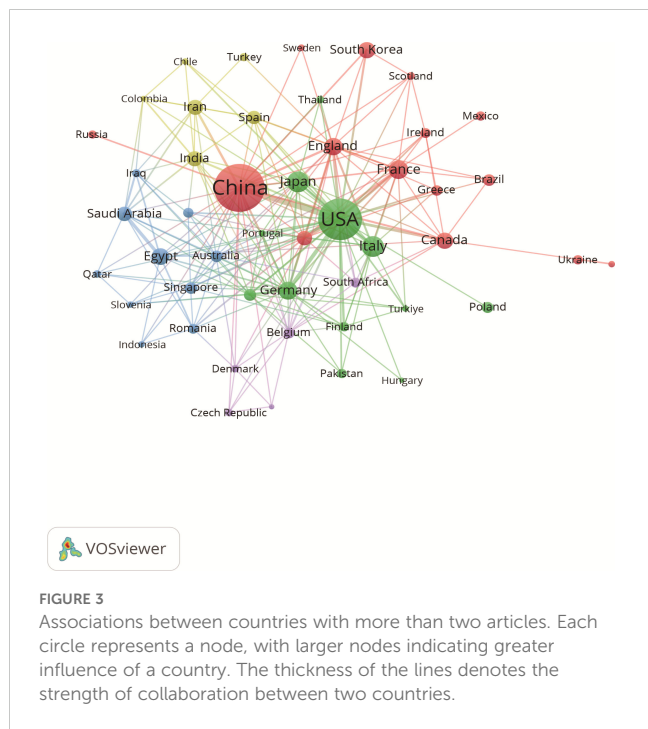 Sweden
South Korea
Chile
Turkey
Scotland
Colombia
Iran
Thailand
Spain
Mexico
Russia
England
Ireland
India
France
Iraq
China
Japan
Greece
Brazil
Saudi Arabia
USA
Portugal
Italy
Canada
Egypt
Australia
Ukraine
Qatar
Singapore
Germany
South Africa
Slovenia
Turkiye
Poland
Romania
Belgium
Finland
Indonesia
Denmark
Pakistan
Hungary
Czech Republic
VOSviewer
FIGURE 3
Associations between countries with more than two articles. Each
circle represents a node, with larger nodes indicating greater
influence of a country. The thickness of the lines denotes the
strength of collaboration between two countries.